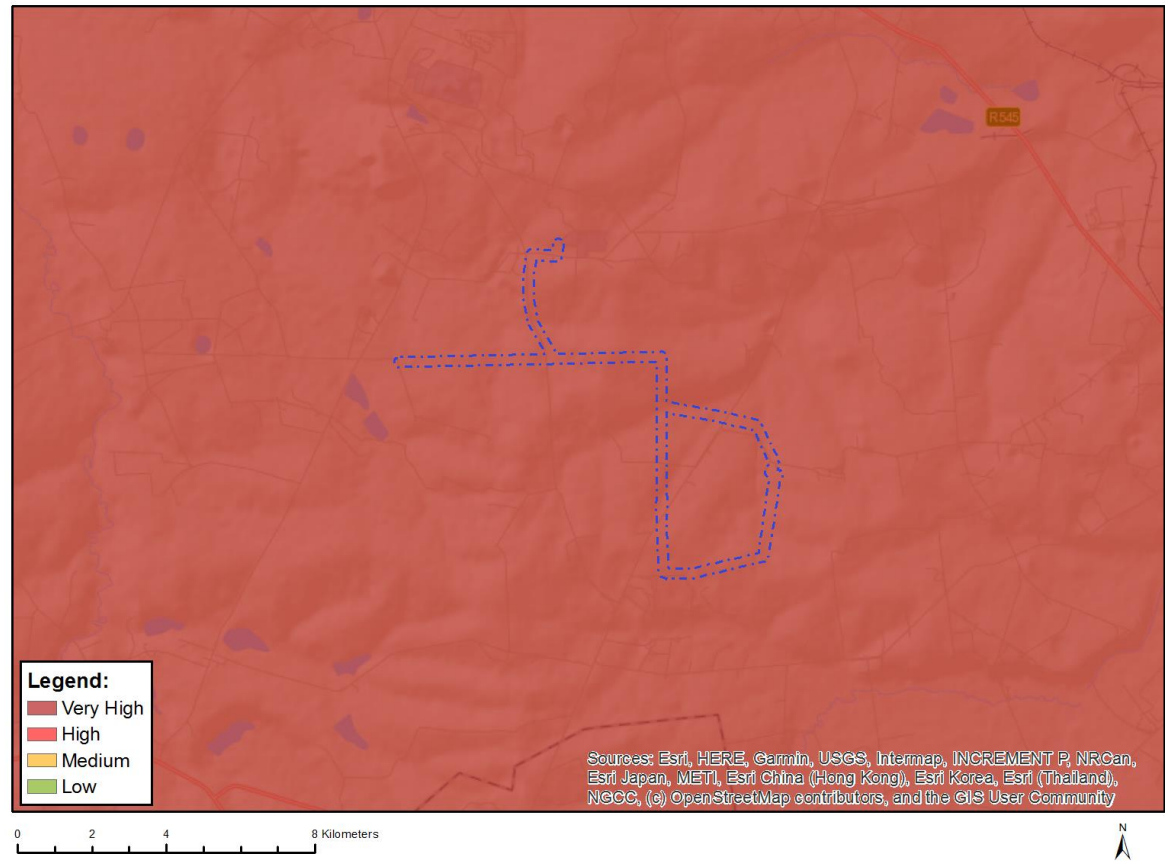 R545
Legend:
Very High
High
Medium
Low
Sources: Esri, HERE, Garmin, USGS, Intermap, INCREMENT P, NRCan,
Esri Japan, METI, Esri China (Hong Kong), Esri Korea, Esri (Thailand),
NGCC, (c) OpenStreetMap contributors, and the GIS User Community
0 2 4 8 Kilometers
N